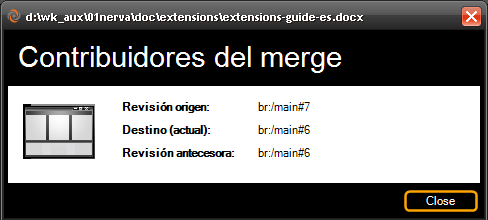 d:\wk_aux\01nerva\doc\extensions\extensions-guide-es.docx
Contribuidores del merge
Revisión origen: br:/main#7
Destino (actual): br:/main#6
Revisión antecesora: br:/main#6
Close